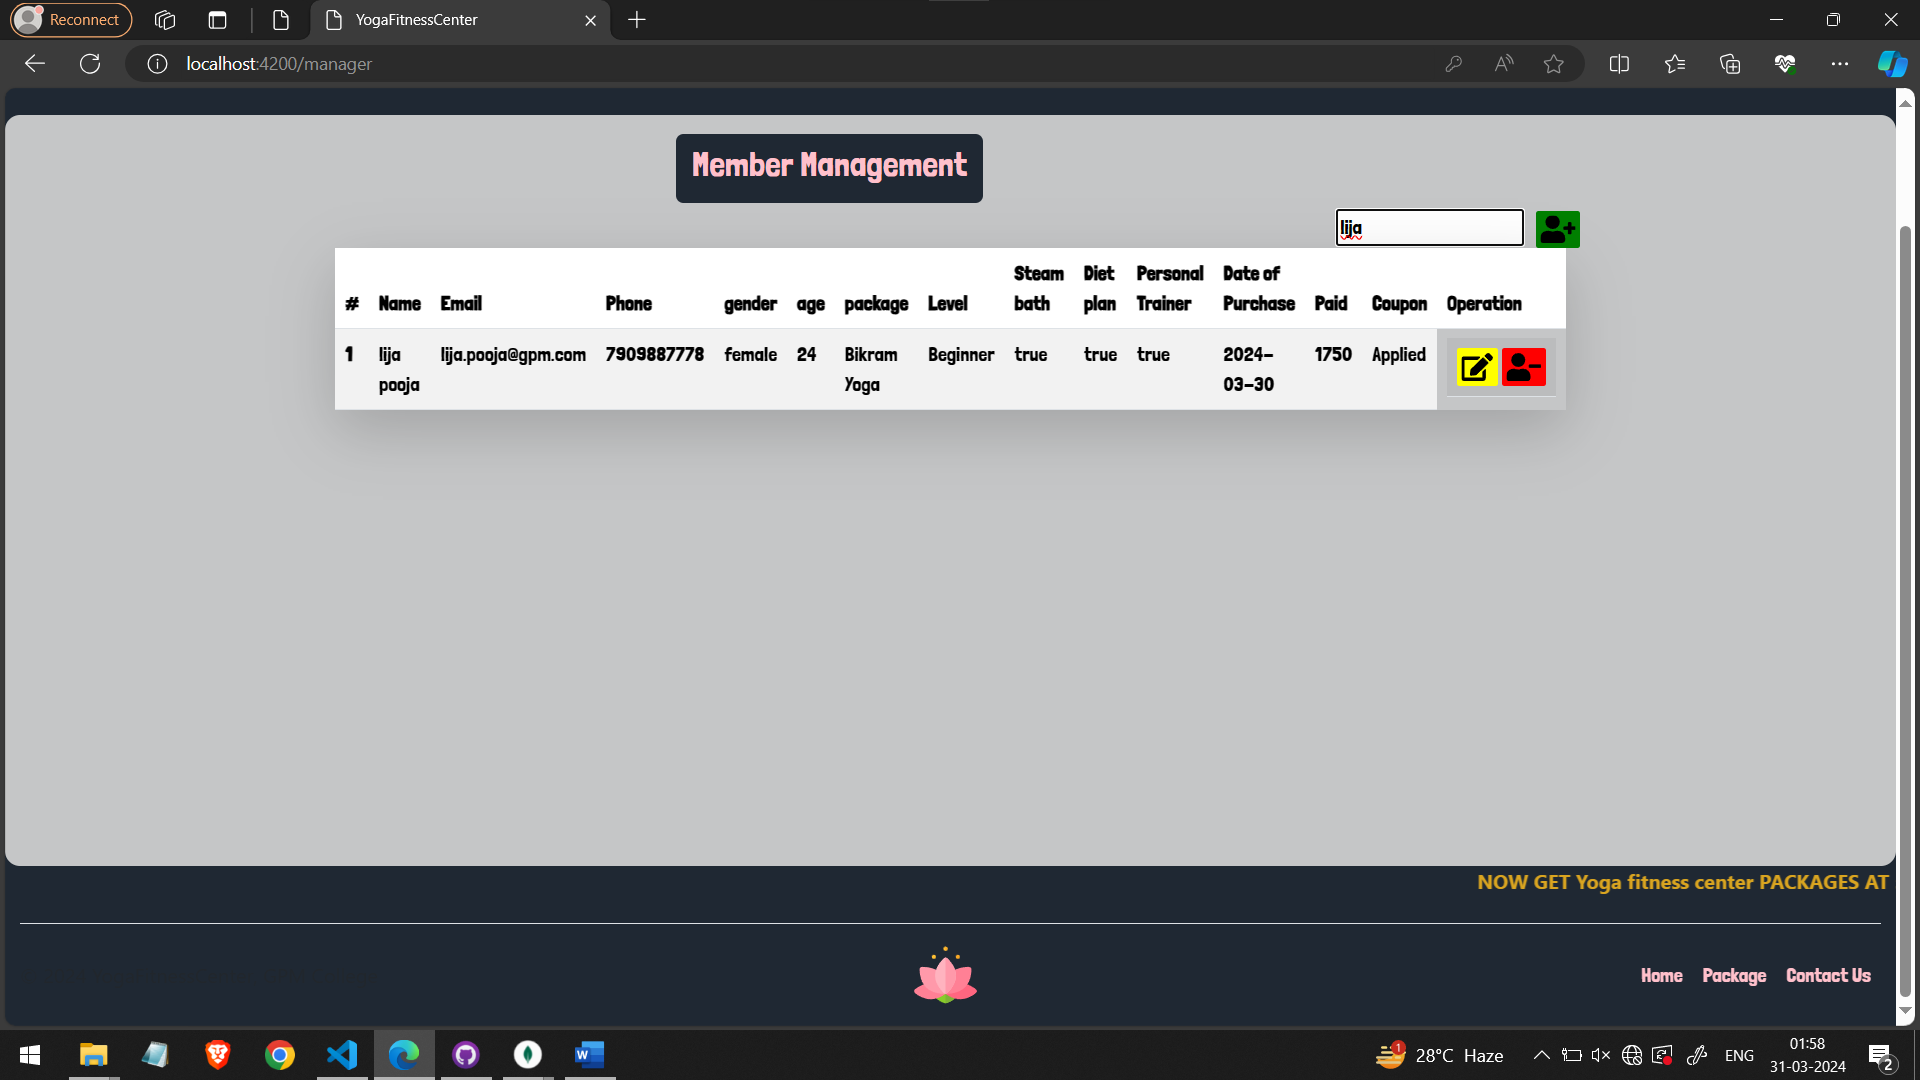 Reconnect
YogaFitnessCenter
localhost:4200/manager
Member Management
lija
# Name Email Phone gender age package Level Steam bath Diet plan Personal Trainer Date of Purchase Paid Coupon Operation
1 lija pooja lija.pooja@gpm.com 7909887778 female 24 Bikram Yoga Beginner true true true 2024-03-30 1750 Applied
NOW GET Yoga fitness center PACKAGES AT
Home Package Contact Us
1 28°C Haze ENG 01:58
31-03-2024 2